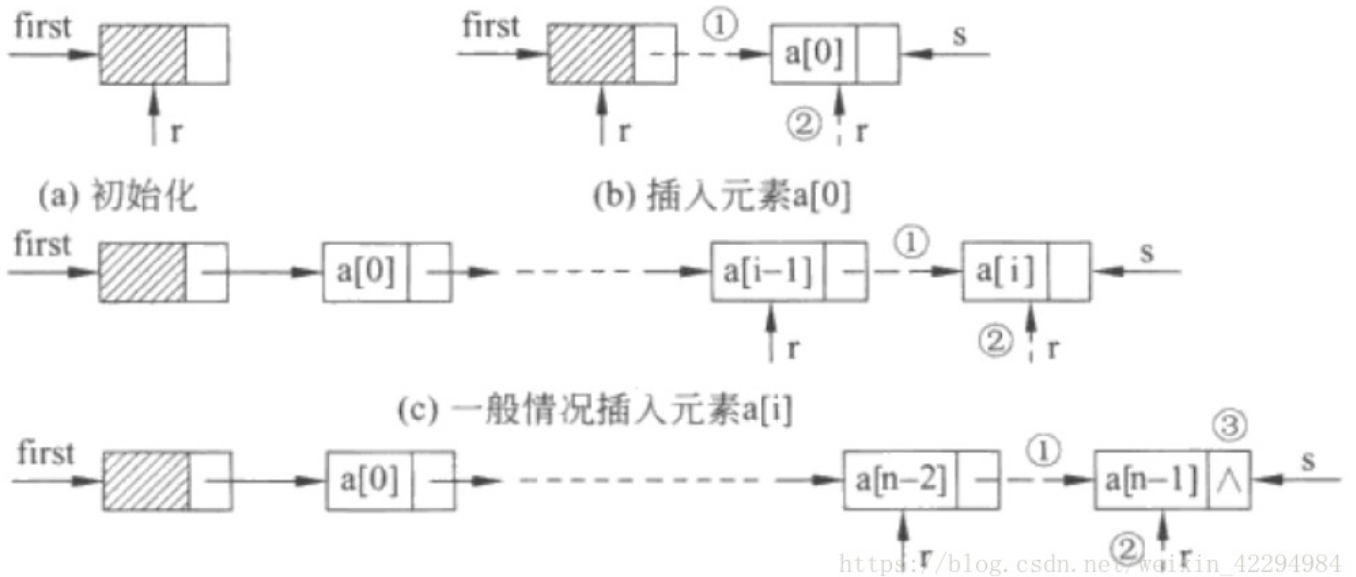 first
r
(a) 初始化
first
①
a[0]
s
r
②
r
(b) 插入元素a[0]
first
a[0]
a[i-1]
①
a[i]
s
r
②
r
(c) 一般情况插入元素a[i]
first
a[0]
a[n-2]
①
a[n-1]
③
∧
s
r
②
r
https://blog.csdn.net/weixin_42294984